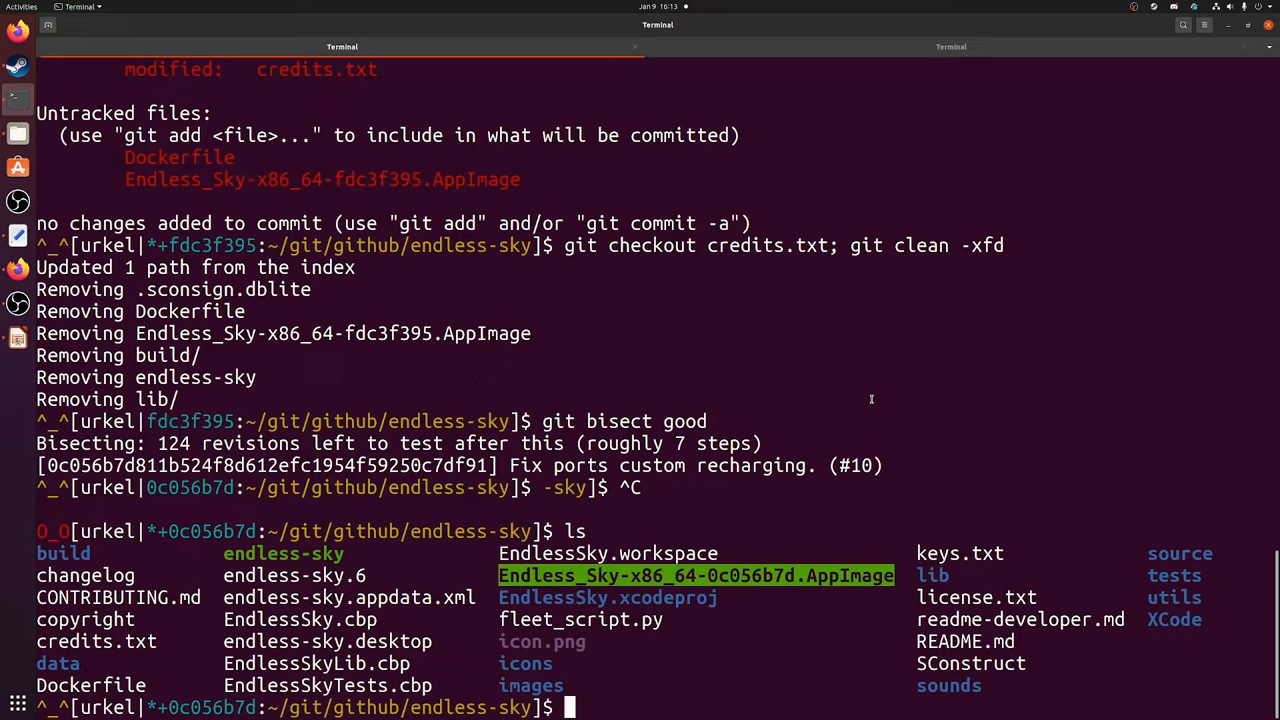 Activities Terminal Jan 9 16:13
Terminal
Terminal Terminal
modified: credits.txt
Untracked files:
(use "git add <file>..." to include in what will be committed)
Dockerfile
Endless_Sky-x86_64-fdc3f395.AppImage
no changes added to commit (use "git add" and/or "git commit -a")
^_^[urkel|*+fdc3f395:~/git/github/endless-sky]$ git checkout credits.txt; git clean -xfd
Updated 1 path from the index
Removing .sconsign.dblite
Removing Dockerfile
Removing Endless_Sky-x86_64-fdc3f395.AppImage
Removing build/
Removing endless-sky
Removing lib/
^_^[urkel|fdc3f395:~/git/github/endless-sky]$ git bisect good
Bisecting: 124 revisions left to test after this (roughly 7 steps)
[0c056b7d811b524f8d612efc1954f59250c7df91] Fix ports custom recharging. (#10)
^_^[urkel|0c056b7d:~/git/github/endless-sky]$ -sky]$ ^C
O_O[urkel|*+0c056b7d:~/git/github/endless-sky]$ ls
build endless-sky EndlessSky.workspace keys.txt source
changelog endless-sky.6 Endless_Sky-x86_64-0c056b7d.AppImage lib tests
CONTRIBUTING.md endless-sky.appdata.xml EndlessSky.xcodeproj license.txt utils
copyright EndlessSky.cbp fleet_script.py readme-developer.md XCode
credits.txt endless-sky.desktop icon.png README.md
data EndlessSkyLib.cbp icons SConstruct
Dockerfile EndlessSkyTests.cbp images sounds
^_^[urkel|*+0c056b7d:~/git/github/endless-sky]$